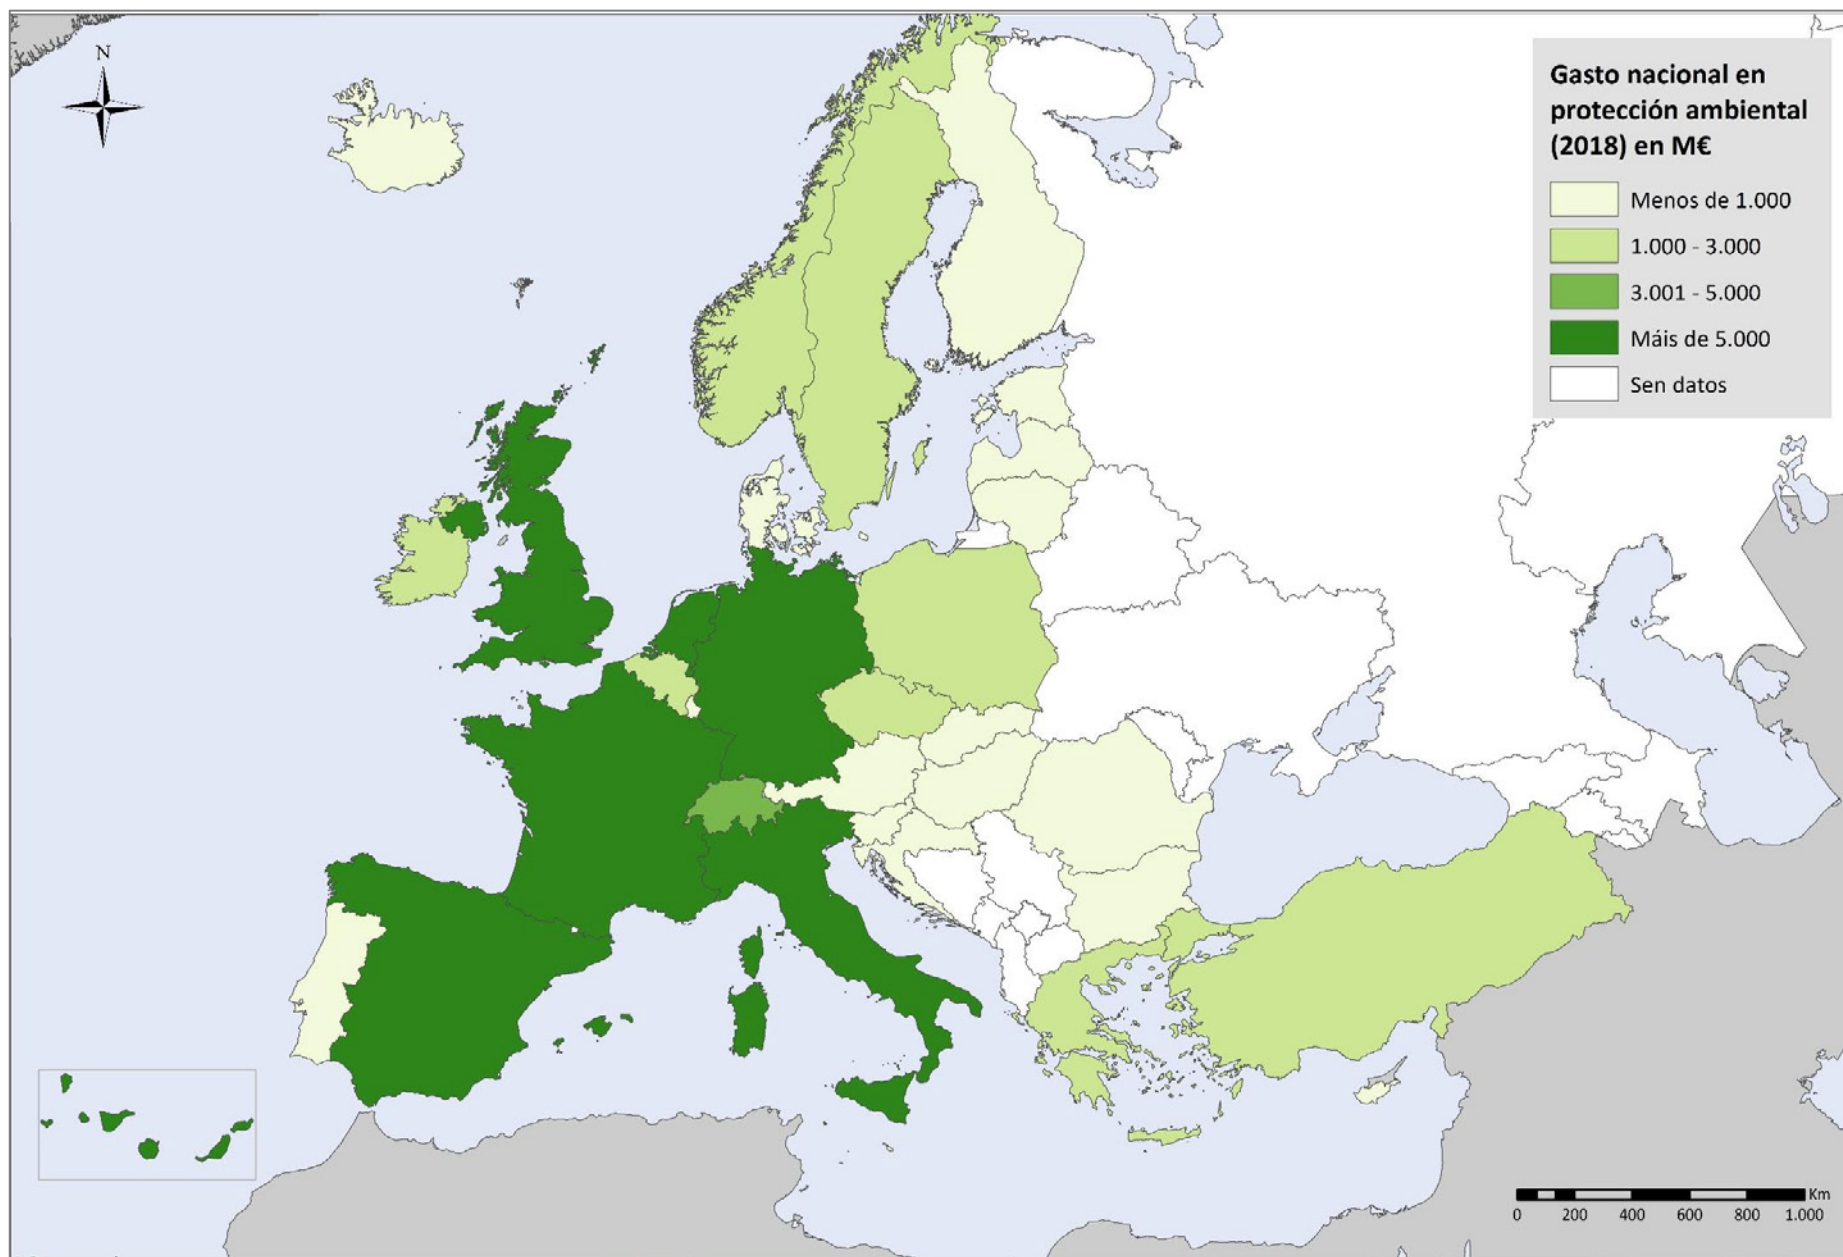 N
Gasto nacional en
protección ambiental
(2018) en M€
Menos de 1.000
1.000 - 3.000
3.001 - 5.000
Máis de 5.000
Sen datos
Km
0 200 400 600 800 1.000